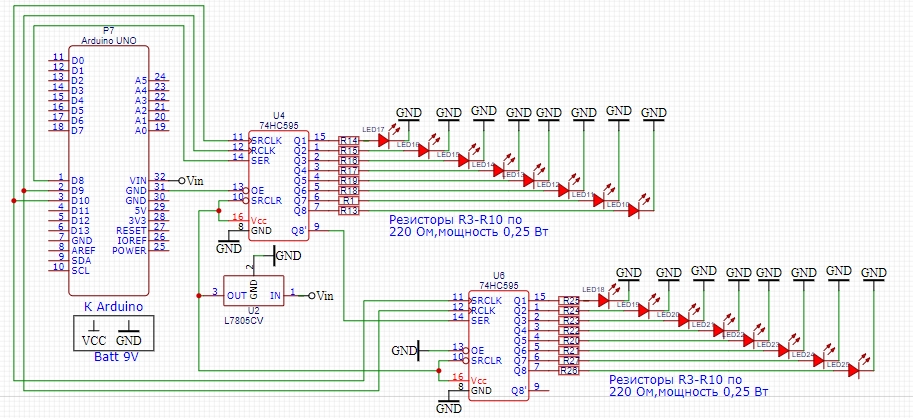 P7
Arduino UNO
11 D0
12 D1
13 D2 A5 24
14 D3 A4 23
15 D4 A3 22
16 D5 A2 21
17 D6 A1 20
18 D7 A0 19
1 D8 VIN 32 Vin
2 D9 GND 31
3 D10 GND 30
4 D11 5V 29
5 D12 3V3 28
6 D13 RESET 27
7 GND IOREF 26
8 AREF POWER 25
9 SDA
10 SCL
K Arduino
VCC GND
Batt 9V
U4
74HC595
11 SRCLK Q1 15 R14
12 RCLK Q2 1 R15
14 SER Q3 2 R16
Q4 3 R17
Q5 4 R19
13 OE Q6 5 R18
10 SRCLR Q7 6 R1
16 Vcc Q8 7 R13
8 GND Q8' 9
GND
GND GND GND GND GND GND GND GND
LED17
LED16
LED15
LED14
LED13
LED12
LED11
LED10
Резисторы R3-R10 по
220 Ом,мощность 0,25 Вт
GND
2
3 OUT GND IN 1 Vin
U2
L7805CV
U6
74HC595
11 SRCLK Q1 15 R25
12 RCLK Q2 1 R24
14 SER Q3 2 R23
Q4 3 R22
Q5 4 R20
GND 13 OE Q6 5 R21
10 SRCLR Q7 6 R27
16 Vcc Q8 7 R26
8 GND Q8' 9
GND
GND GND GND GND GND GND GND GND
LED18
LED19
LED20
LED21
LED22
LED23
LED24
LED25
Резисторы R3-R10 по
220 Ом,мощность 0,25 Вт